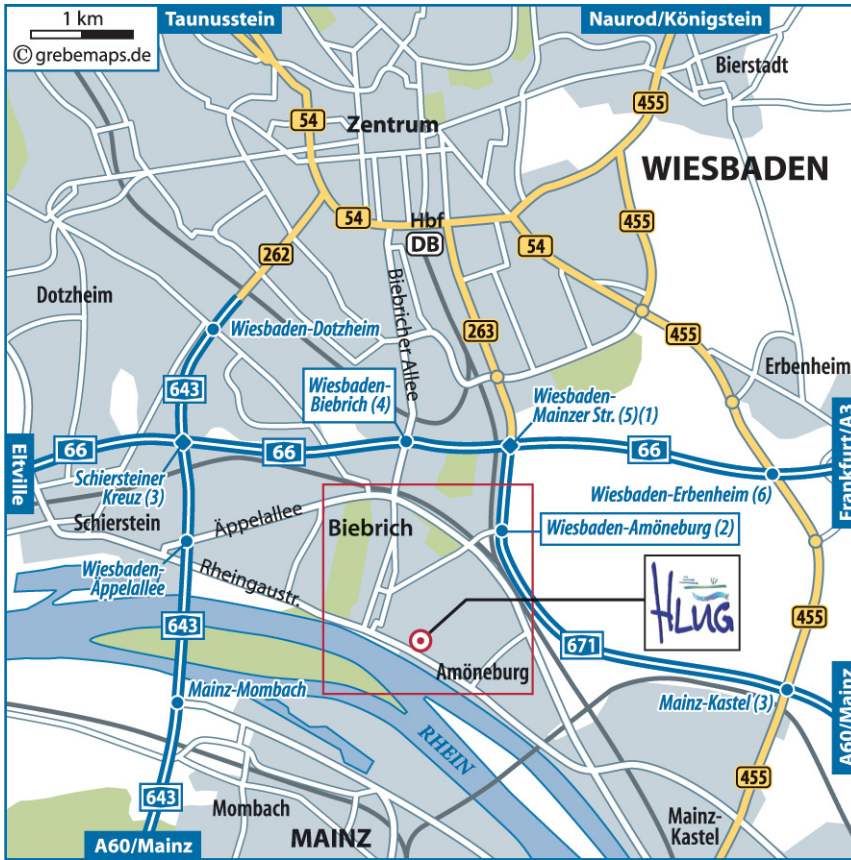 1 km
© grebemaps.de
Taunusstein
Naurod/Königstein
Bierstadt
455
54
Zentrum
WIESBADEN
54
Hbf
DB
54
455
262
Dotzheim
Biebricher Allee
263
455
Wiesbaden-Dotzheim
Erbenheim
643
Wiesbaden-
Biebrich (4)
Wiesbaden-
Mainzer Str. (5)(1)
Eltville
66
66
66
Frankfurt/A3
Schiersteiner
Kreuz (3)
Wiesbaden-Erbenheim (6)
Schierstein
Äppelallee
Biebrich
Wiesbaden-Amöneburg (2)
Wiesbaden-
Äppelallee
Rheingaustr.
HLUG
643
455
671
Amöneburg
Mainz-Mombach
Mainz-Kastel (3)
A60/Mainz
RHEIN
643
455
Mombach
Mainz-
Kastel
A60/Mainz
MAINZ